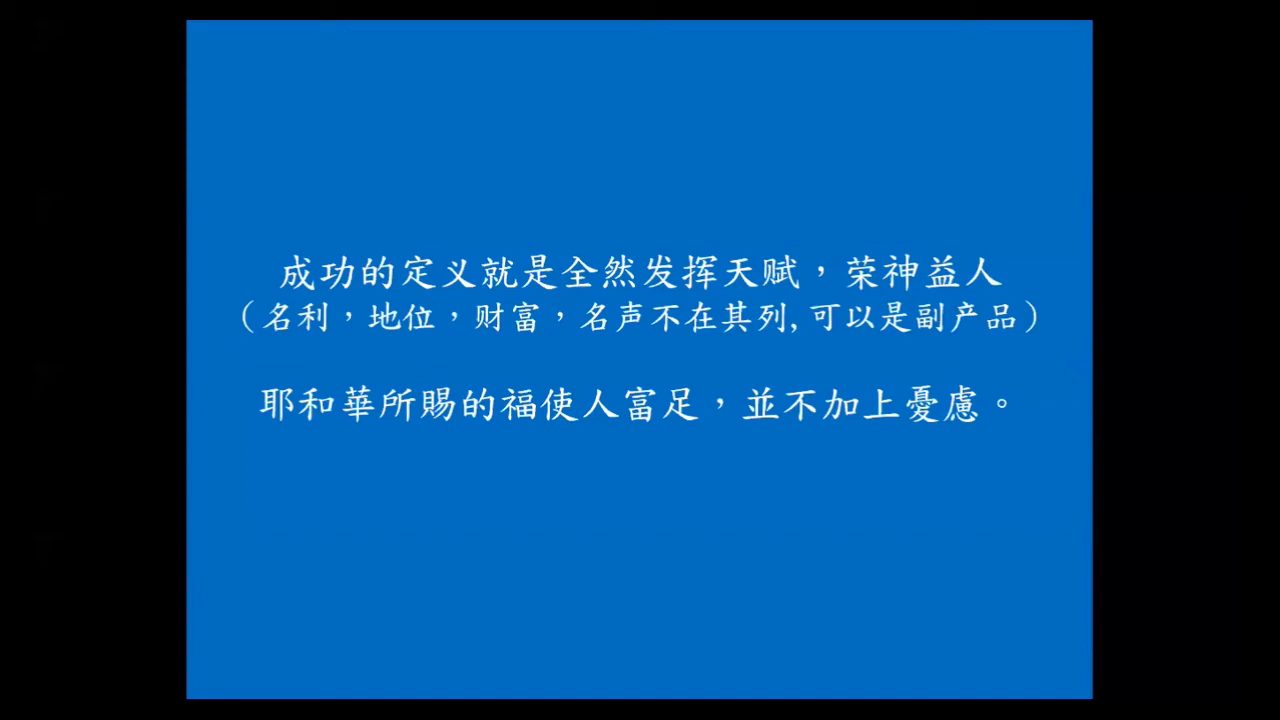 成功的定义就是全然发挥天赋，荣神益人
（名利，地位，财富，名声不在其列,可以是副产品）
耶和華所賜的福使人富足，並不加上憂慮。